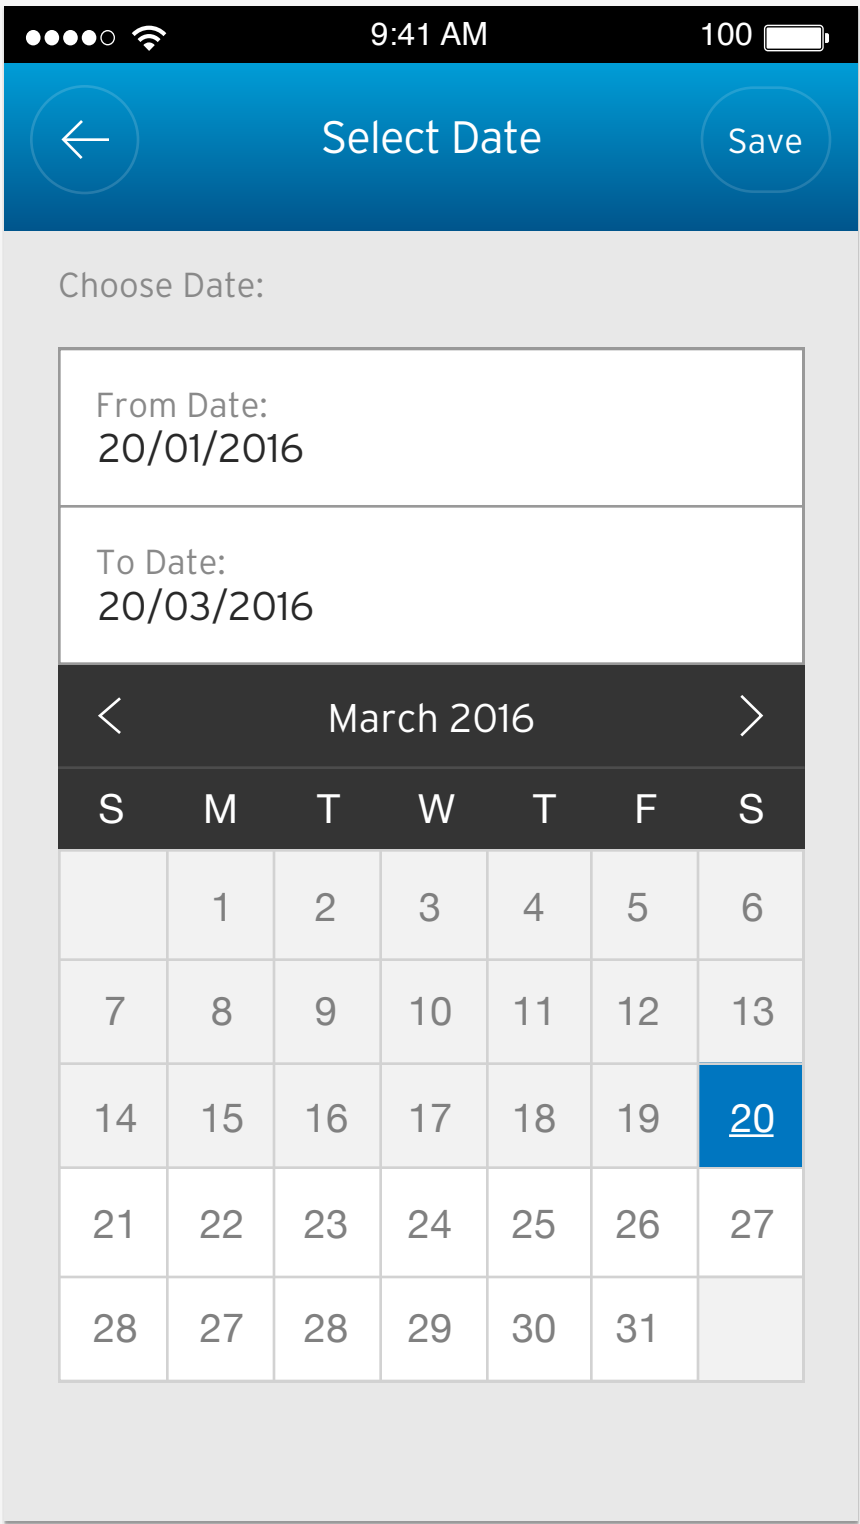 9:41 AM 100
Select Date Save
Choose Date:
From Date:
20/01/2016
To Date:
20/03/2016
March 2016
S M T W T F S
1 2 3 4 5 6
7 8 9 10 11 12 13
14 15 16 17 18 19 20
21 22 23 24 25 26 27
28 27 28 29 30 31